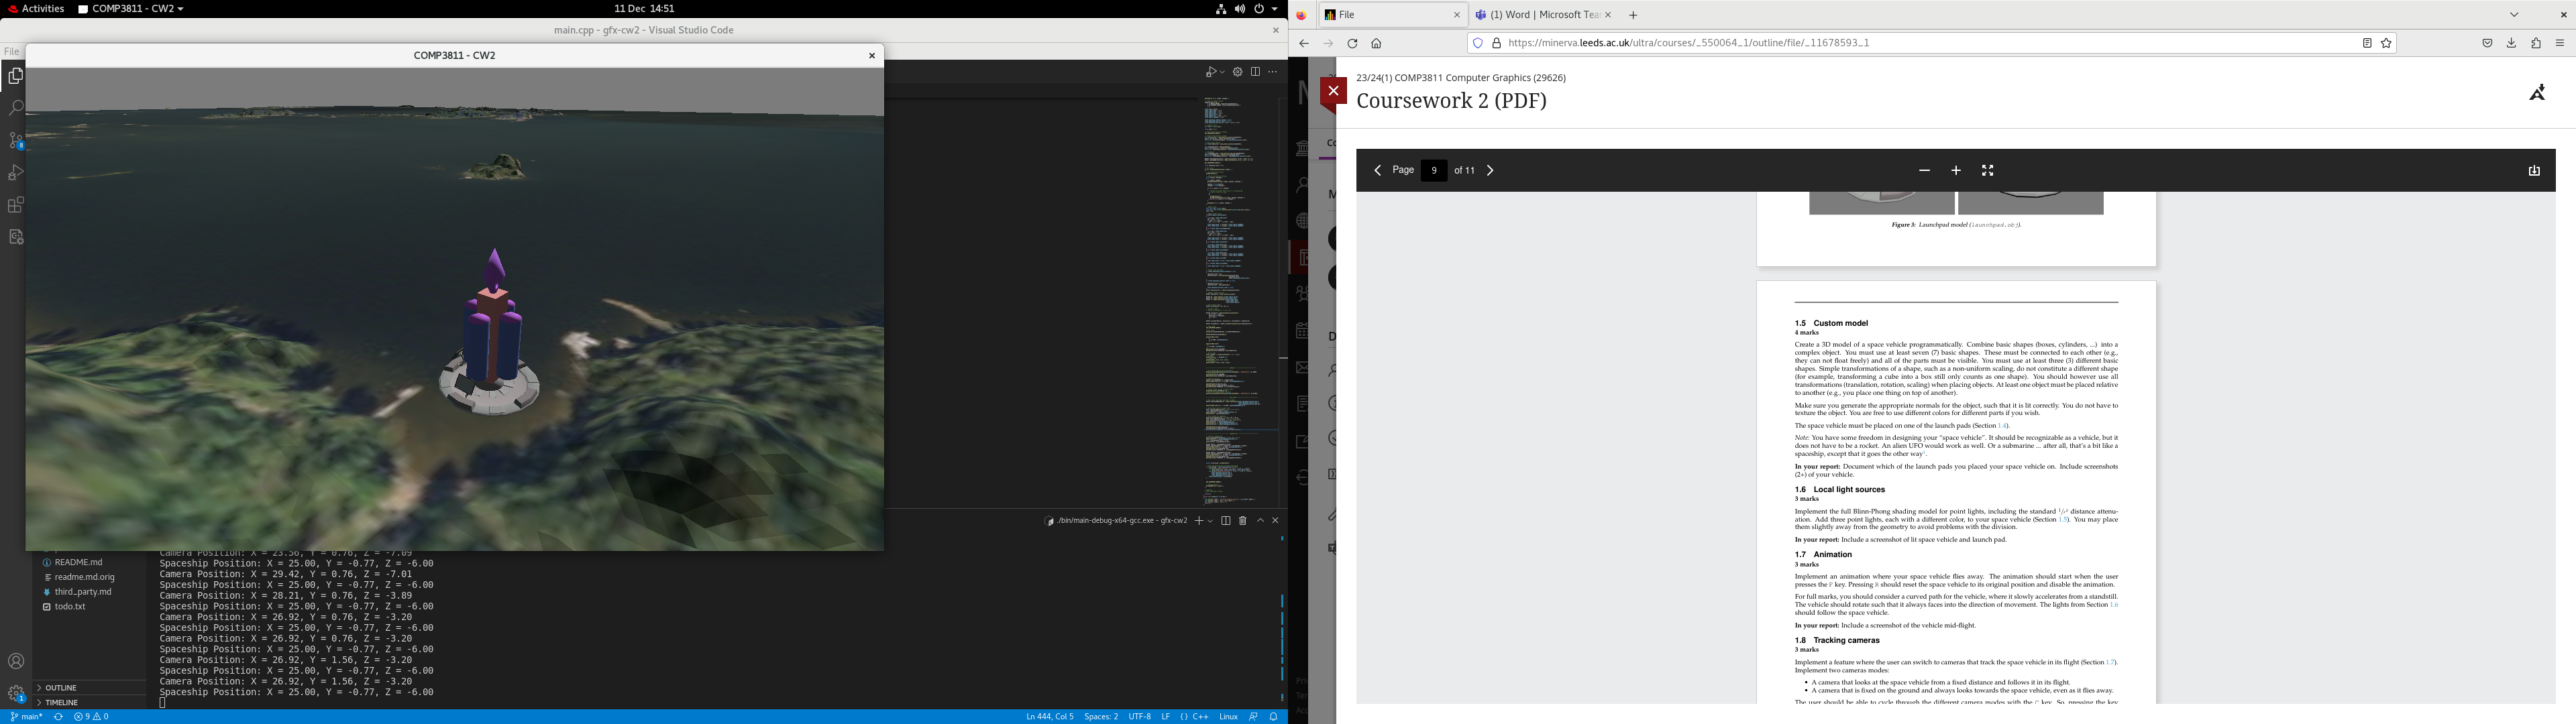 Activities
COMP3811 - CW2
11 Dec 14:51
main.cpp - gfx-cw2 - Visual Studio Code
File
COMP3811 - CW2
./bin/main-debug-x64-gcc.exe - gfx-cw2
8
1
README.md
readme.md.orig
third_party.md
todo.txt
OUTLINE
TIMELINE
Camera Position: X = 23.56, Y = 0.76, Z = -7.09
Spaceship Position: X = 25.00, Y = -0.77, Z = -6.00
Camera Position: X = 29.42, Y = 0.76, Z = -7.01
Spaceship Position: X = 25.00, Y = -0.77, Z = -6.00
Camera Position: X = 28.21, Y = 0.76, Z = -3.89
Spaceship Position: X = 25.00, Y = -0.77, Z = -6.00
Camera Position: X = 26.92, Y = 0.76, Z = -3.20
Spaceship Position: X = 25.00, Y = -0.77, Z = -6.00
Camera Position: X = 26.92, Y = 0.76, Z = -3.20
Spaceship Position: X = 25.00, Y = -0.77, Z = -6.00
Camera Position: X = 26.92, Y = 1.56, Z = -3.20
Spaceship Position: X = 25.00, Y = -0.77, Z = -6.00
Camera Position: X = 26.92, Y = 1.56, Z = -3.20
Spaceship Position: X = 25.00, Y = -0.77, Z = -6.00
main*
9 0
Ln 444, Col 5 Spaces: 2 UTF-8 LF {} C++ Linux
File
(1) Word | Microsoft Tea
https://minerva.leeds.ac.uk/ultra/courses/_550064_1/outline/file/_11678593_1
23/24(1) COMP3811 Computer Graphics (29626)
Coursework 2 (PDF)
Page 9 of 11
Figure 3: Launchpad model (launchpad.obj).
1.5 Custom model
4 marks
Create a 3D model of a space vehicle programmatically. Combine basic shapes (boxes, cylinders, ...) into a
complex object. You must use at least seven (7) basic shapes. These must be connected to each other (e.g.,
they can not float freely) and all of the parts must be visible. You must use at least three (3) different basic
shapes. Simple transformations of a shape, such as a non-uniform scaling, do not constitute a different shape
(for example, transforming a cube into a box still only counts as one shape). You should however use all
transformations (translation, rotation, scaling) when placing objects. At least one object must be placed relative
to another (e.g., you place one thing on top of another).
Make sure you generate the appropriate normals for the object, such that it is lit correctly. You do not have to
texture the object. You are free to use different colors for different parts if you wish.
The space vehicle must be placed on one of the launch pads (Section 1.4).
Note: You have some freedom in designing your “space vehicle”. It should be recognizable as a vehicle, but it
does not have to be a rocket. An alien UFO would work as well. Or a submarine ... after all, that's a bit like a
spaceship, except that it goes the other way¹.
In your report: Document which of the launch pads you placed your space vehicle on. Include screenshots
(2+) of your vehicle.
1.6 Local light sources
3 marks
Implement the full Blinn-Phong shading model for point lights, including the standard 1/r² distance attenu-
ation. Add three point lights, each with a different color, to your space vehicle (Section 1.5). You may place
them slightly away from the geometry to avoid problems with the division.
In your report: Include a screenshot of lit space vehicle and launch pad.
1.7 Animation
3 marks
Implement an animation where your space vehicle flies away. The animation should start when the user
presses the F key. Pressing R should reset the space vehicle to its original position and disable the animation.
For full marks, you should consider a curved path for the vehicle, where it slowly accelerates from a standstill.
The vehicle should rotate such that it always faces into the direction of movement. The lights from Section 1.6
should follow the space vehicle.
In your report: Include a screenshot of the vehicle mid-flight.
1.8 Tracking cameras
3 marks
Implement a feature where the user can switch to cameras that track the space vehicle in its flight (Section 1.7).
Implement two cameras modes:
• A camera that looks at the space vehicle from a fixed distance and follows it in its flight.
• A camera that is fixed on the ground and always looks towards the space vehicle, even as it flies away.
The user should be able to cycle through the different camera modes with the C key. So, pressing the key